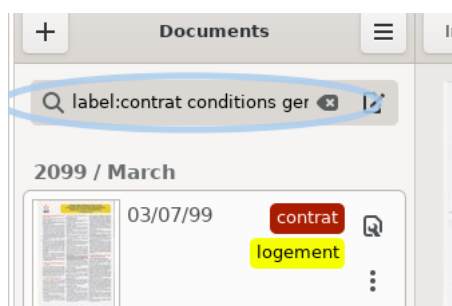 Documents
label:contrat conditions ger
2099 / March
03/07/99
contrat
logement